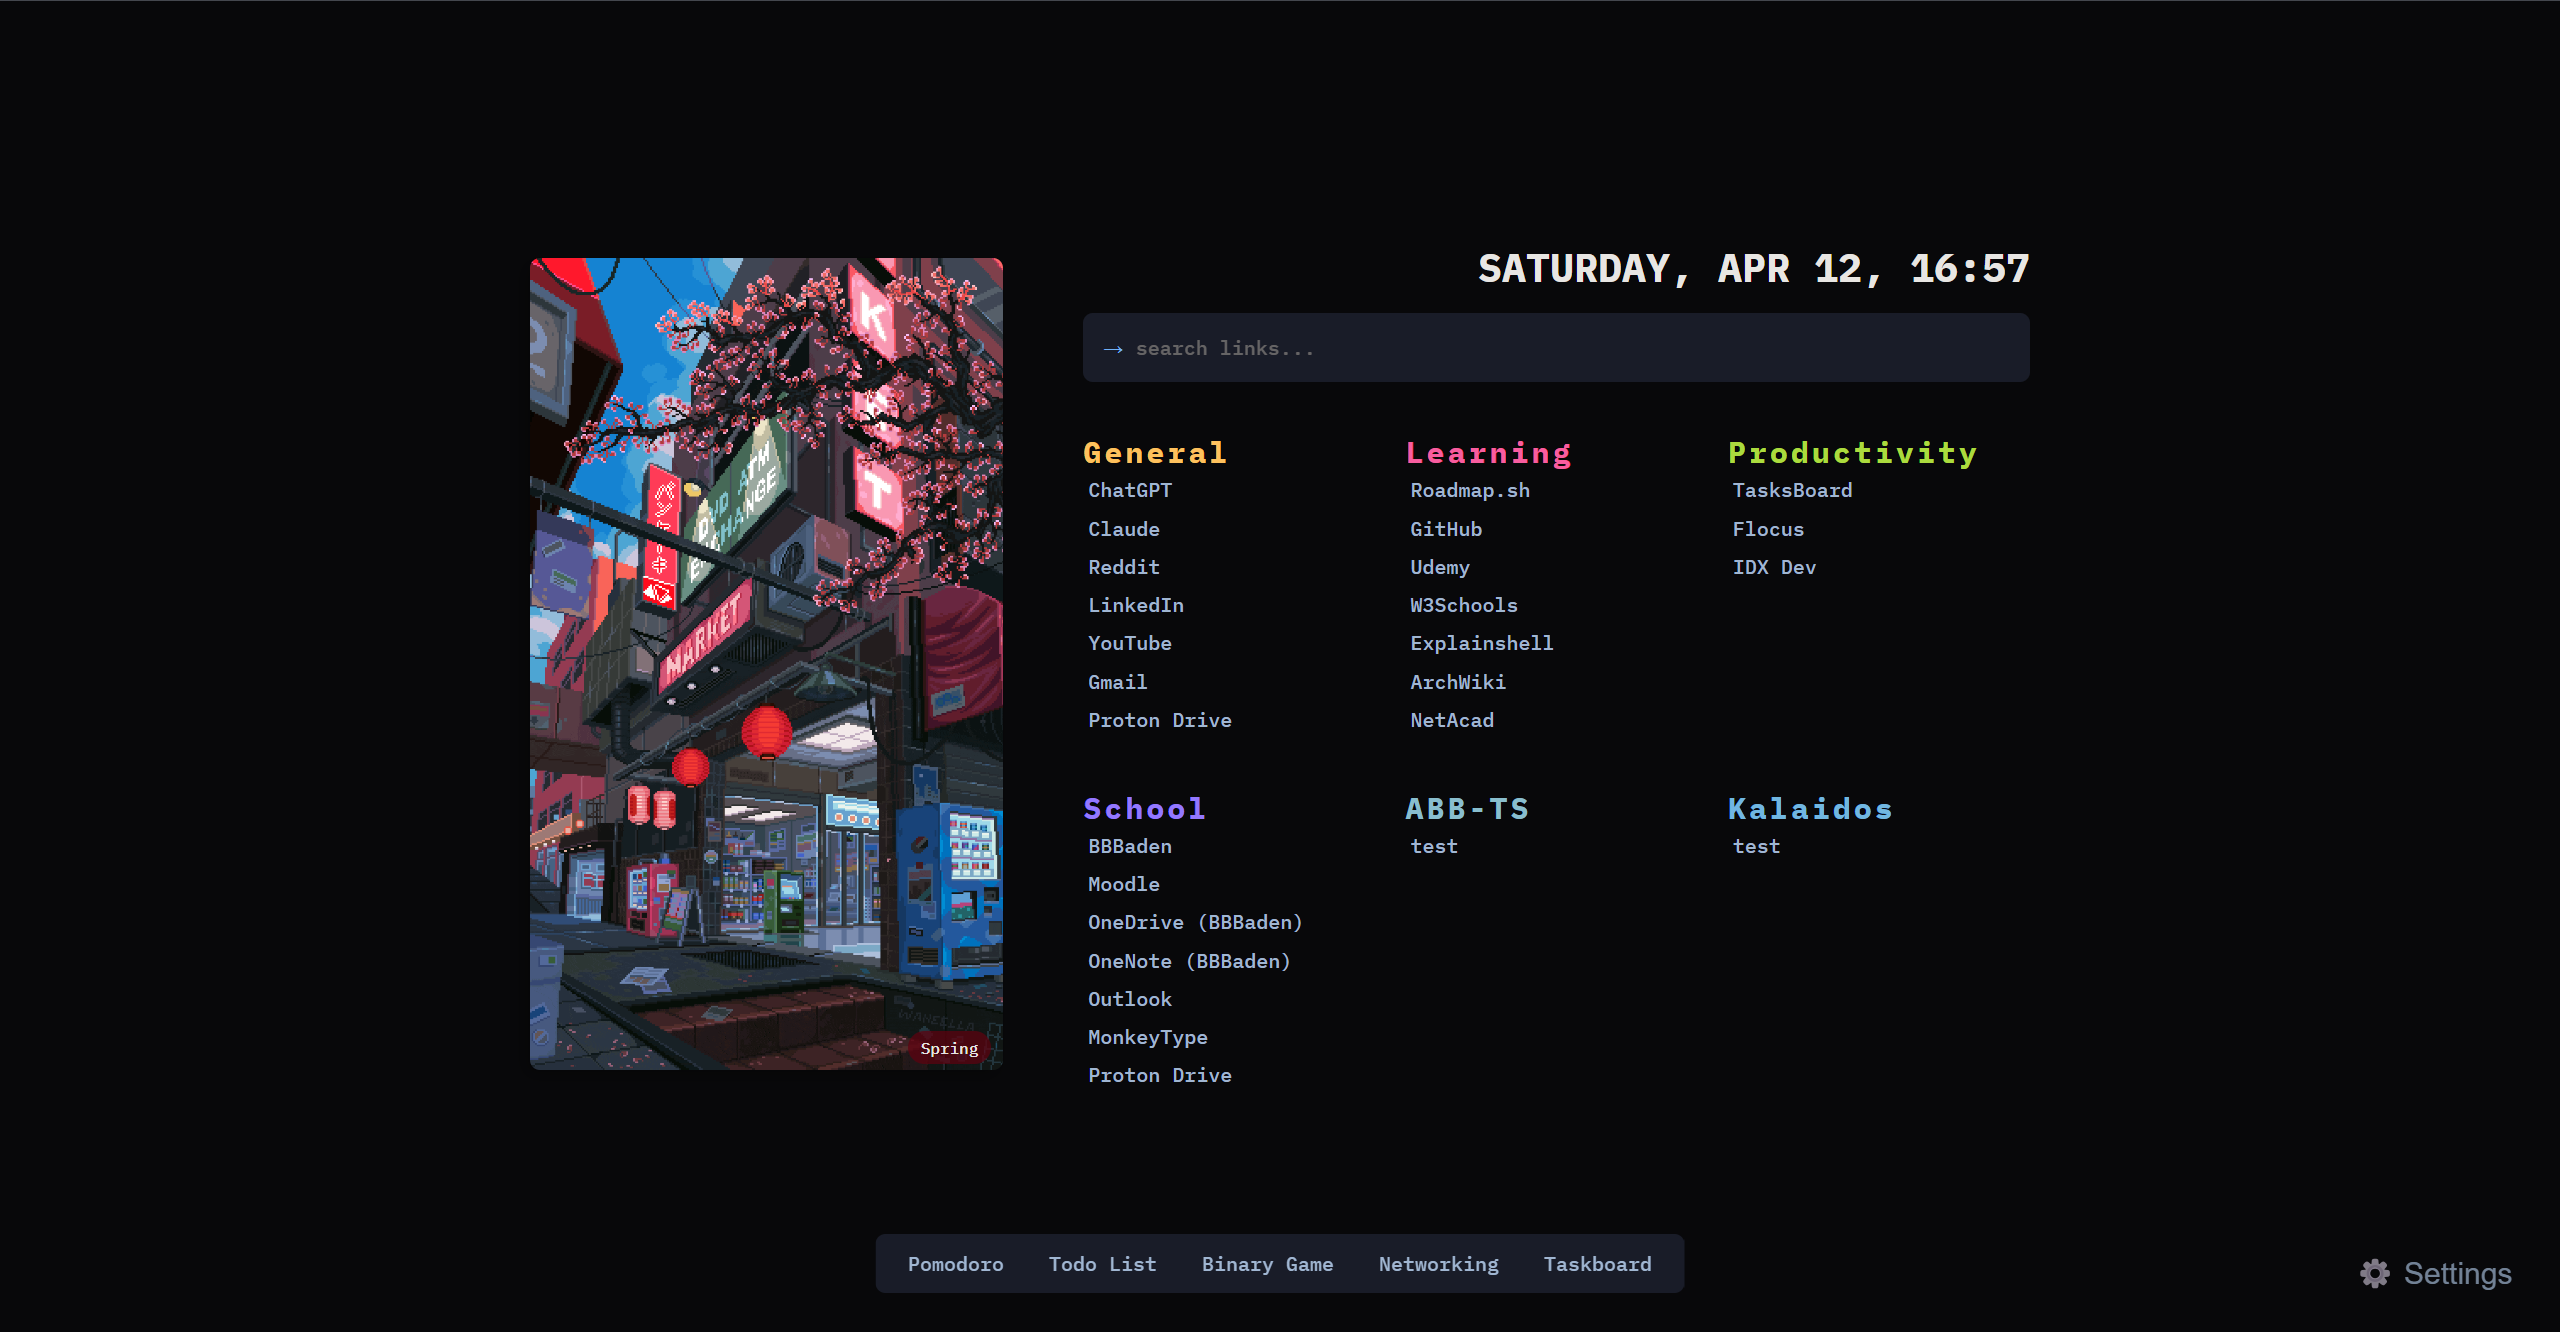 SATURDAY, APR 12, 16:57
→ search links...
General
ChatGPT
Claude
Reddit
LinkedIn
YouTube
Gmail
Proton Drive
Learning
Roadmap.sh
GitHub
Udemy
W3Schools
Explainshell
ArchWiki
NetAcad
Productivity
TasksBoard
Flocus
IDX Dev
School
BBBaden
Moodle
OneDrive (BBBaden)
OneNote (BBBaden)
Outlook
MonkeyType
Proton Drive
ABB-TS
test
Kalaidos
test
K
T
MARKET
WANEELLA
Spring
Pomodoro
Todo List
Binary Game
Networking
Taskboard
Settings